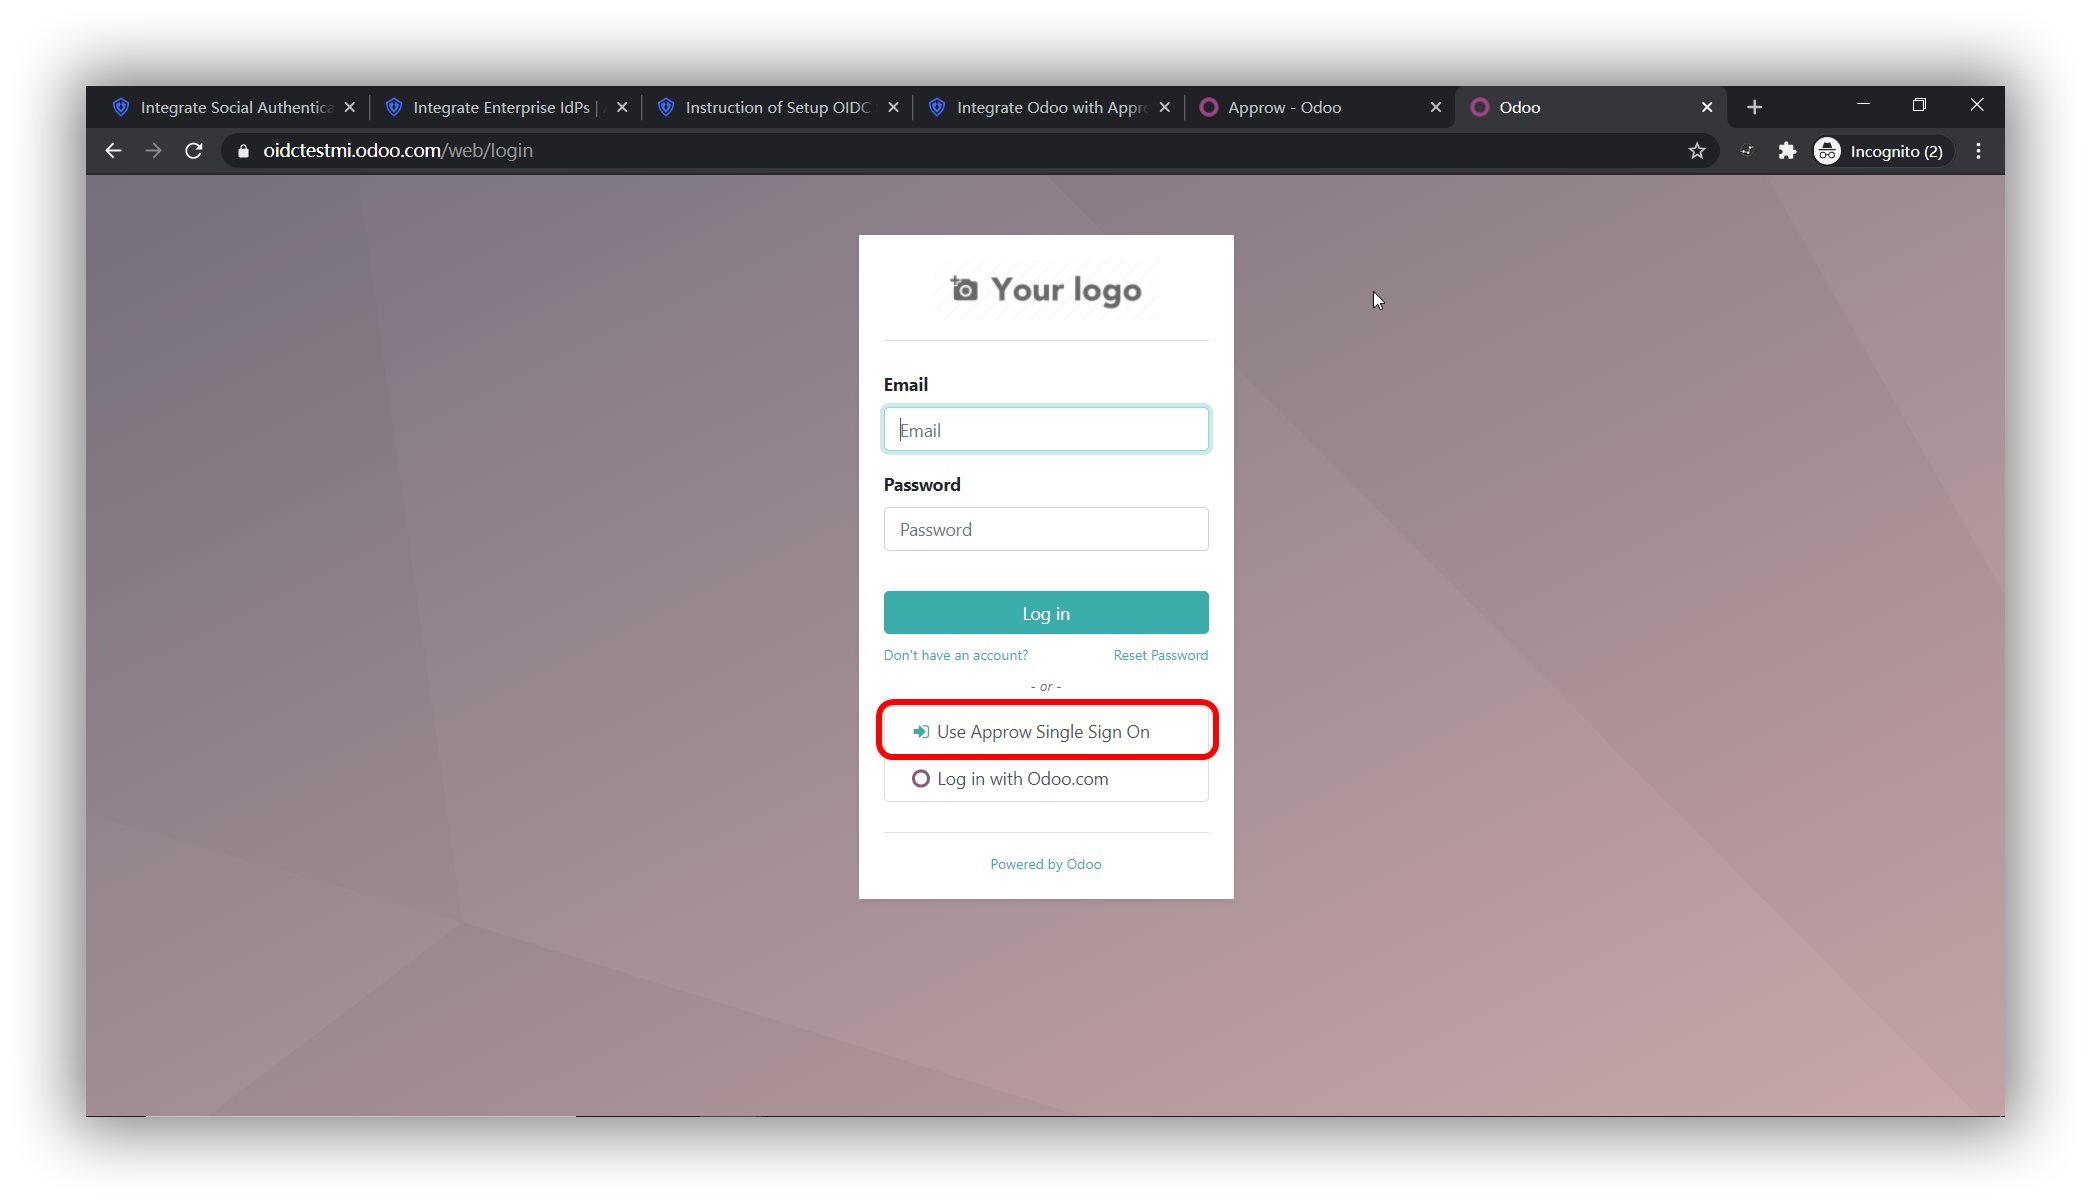 Integrate Social Authentica
Integrate Enterprise IdPs |
Instruction of Setup OIDC
Integrate Odoo with Appro
Approw - Odoo
Odoo
oidctestmi.odoo.com/web/login
Incognito (2)
Your logo
Email
Email
Password
Password
Log in
Don't have an account?
Reset Password
- or -
Use Approw Single Sign On
Log in with Odoo.com
Powered by Odoo